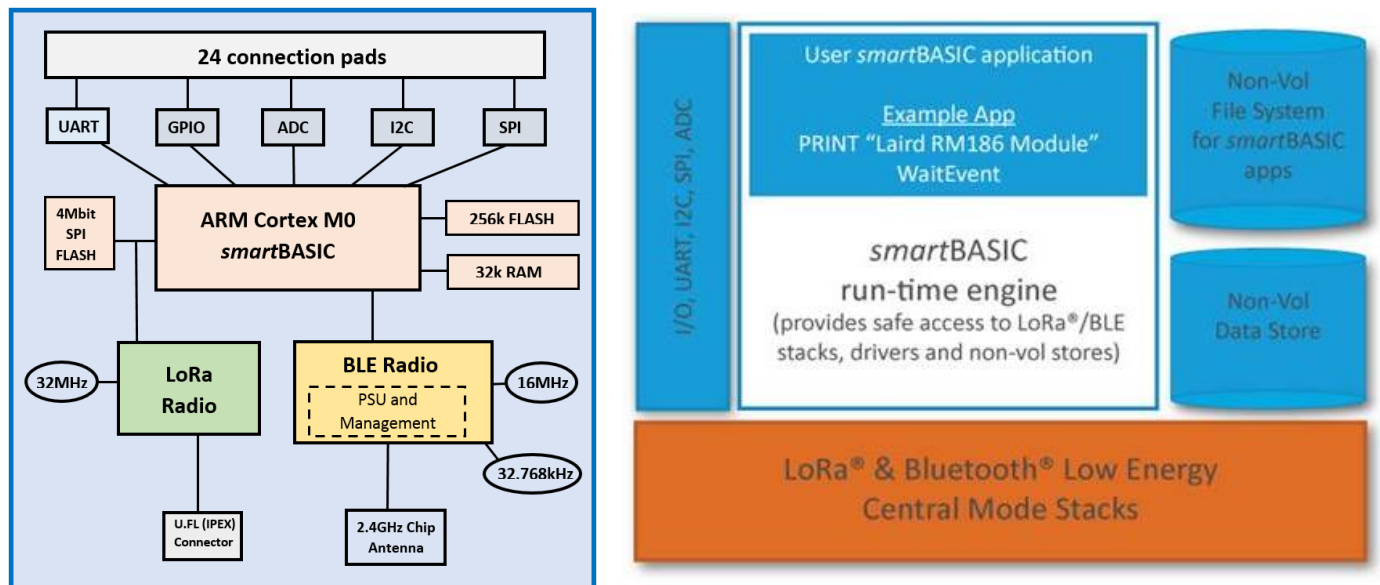 24 connection pads
UART
GPIO
ADC
I2C
SPI
4Mbit
SPI
FLASH
ARM Cortex M0
smartBASIC
256k FLASH
32k RAM
32MHz
LoRa
Radio
BLE Radio
PSU and
Management
16MHz
32.768kHz
U.FL (IPEX)
Connector
2.4GHz Chip
Antenna
I/O, UART, I2C, SPI, ADC
User smartBASIC application
Example App
PRINT “Laird RM186 Module”
WaitEvent
smartBASIC
run-time engine
(provides safe access to LoRa®/BLE
stacks, drivers and non-vol stores)
Non-Vol
File System
for smartBASIC
apps
Non-Vol
Data Store
LoRa® & Bluetooth® Low Energy
Central Mode Stacks